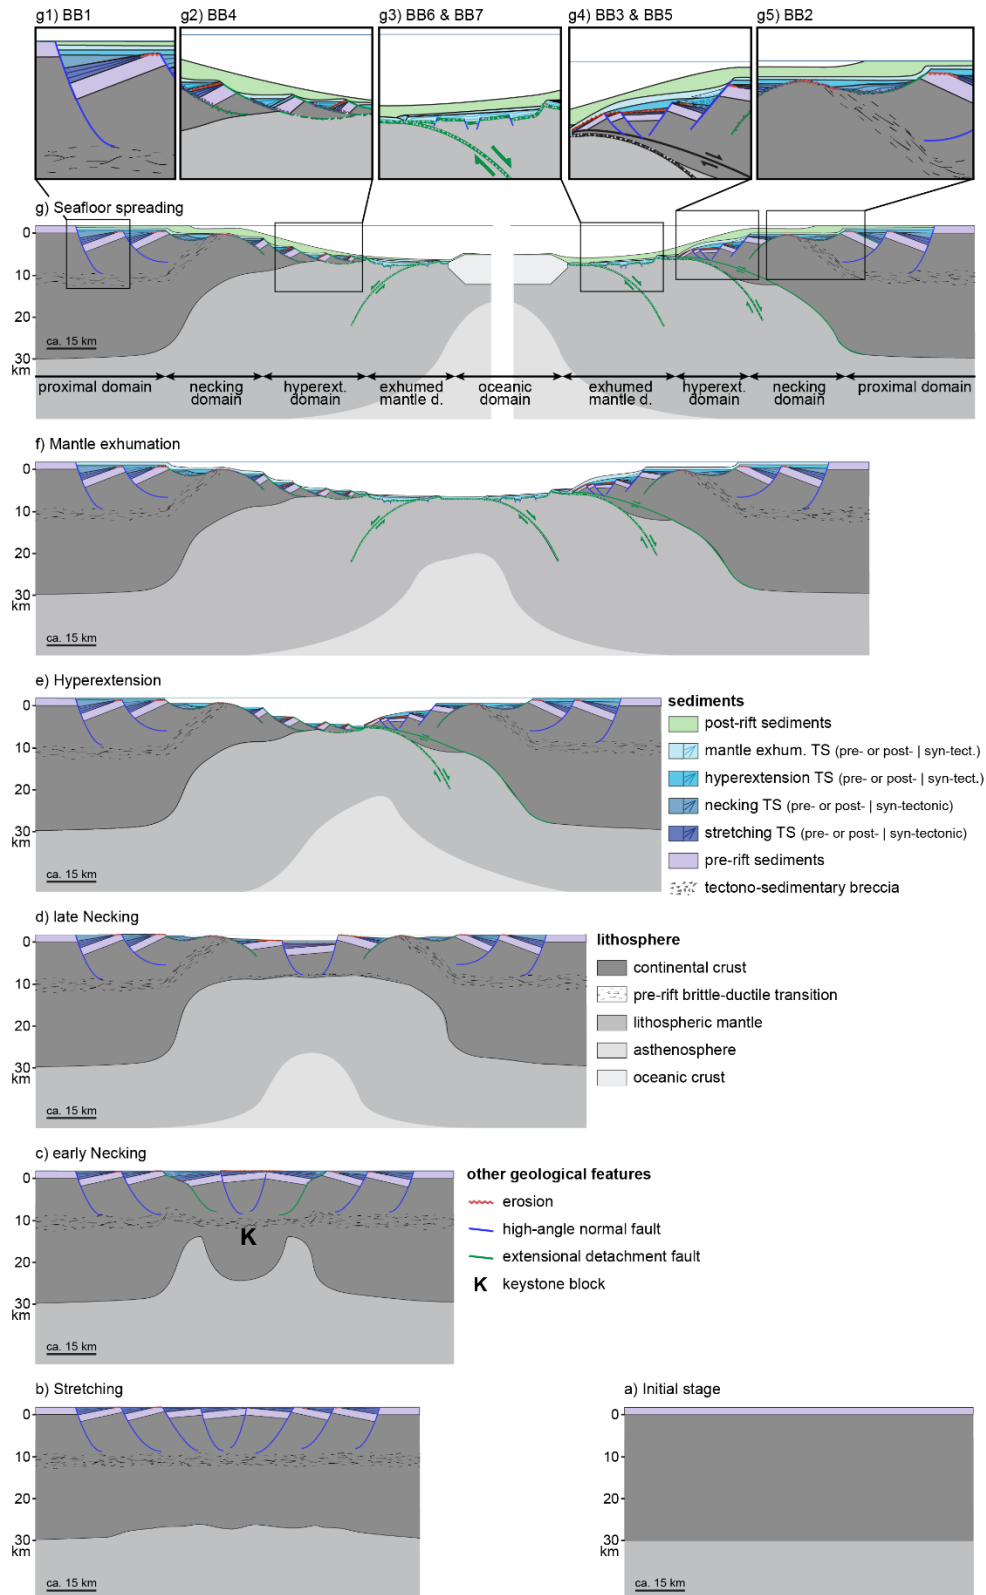 g1) BB1
g2) BB4
g3) BB6 & BB7
g4) BB3 & BB5
g5) BB2
g) Seafloor spreading
0
10
20
30
km
ca. 15 km
proximal domain
necking
domain
hyperext.
domain
exhumed
mantle d.
oceanic
domain
exhumed
mantle d.
hyperext.
domain
necking
domain
proximal domain
f) Mantle exhumation
0
10
20
30
km
ca. 15 km
e) Hyperextension
0
10
20
30
km
ca. 15 km
sediments
post-rift sediments
mantle exhum. TS (pre- or post- | syn-tect.)
hyperextension TS (pre- or post- | syn-tect.)
necking TS (pre- or post- | syn-tectonic)
stretching TS (pre- or post- | syn-tectonic)
pre-rift sediments
tectono-sedimentary breccia
d) late Necking
0
10
20
30
km
ca. 15 km
lithosphere
continental crust
pre-rift brittle-ductile transition
lithospheric mantle
asthenosphere
oceanic crust
c) early Necking
0
10
20
30
km
K
ca. 15 km
other geological features
erosion
high-angle normal fault
extensional detachment fault
K keystone block
b) Stretching
0
10
20
30
km
ca. 15 km
a) Initial stage
0
10
20
30
km
ca. 15 km